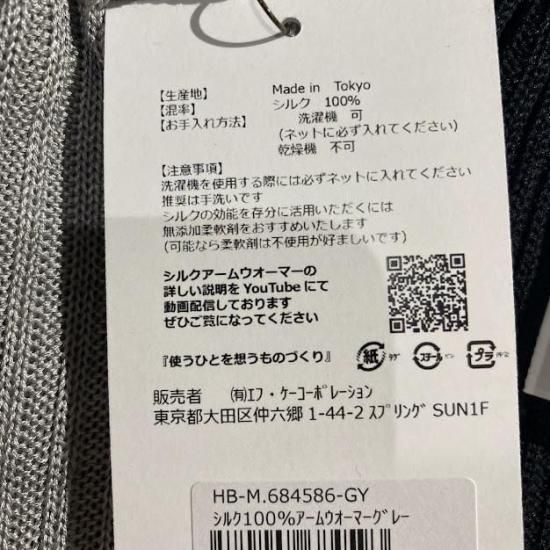 【生産地】 Made in Tokyo
【混率】 シルク 100%
【お手入れ方法】 洗濯機 可
(ネットに必ず入れてください)
乾燥機 不可
【注意事項】
洗濯機を使用する際には必ずネットに入れてください
推奨は手洗いです
シルクの効能を存分に活用いただくには
無添加柔軟剤をおすすめいたします
(可能なら柔軟剤は不使用が好ましいです)
シルクアームウオーマーの
詳しい説明を YouTube にて
動画配信しております
ぜひご覧になってください
『使うひとを想うものづくり』 紙 タグ スチール ピン プラ
販売者 ㈲エフ・ケーコーポレーション
東京都大田区仲六郷 1-44-2 ｽﾌﾟﾘﾝｸﾞ SUN1F
HB-M.684586-GY
ｼﾙｸ100%ｱｰﾑｳｵｰﾏｰｸﾞﾚｰ